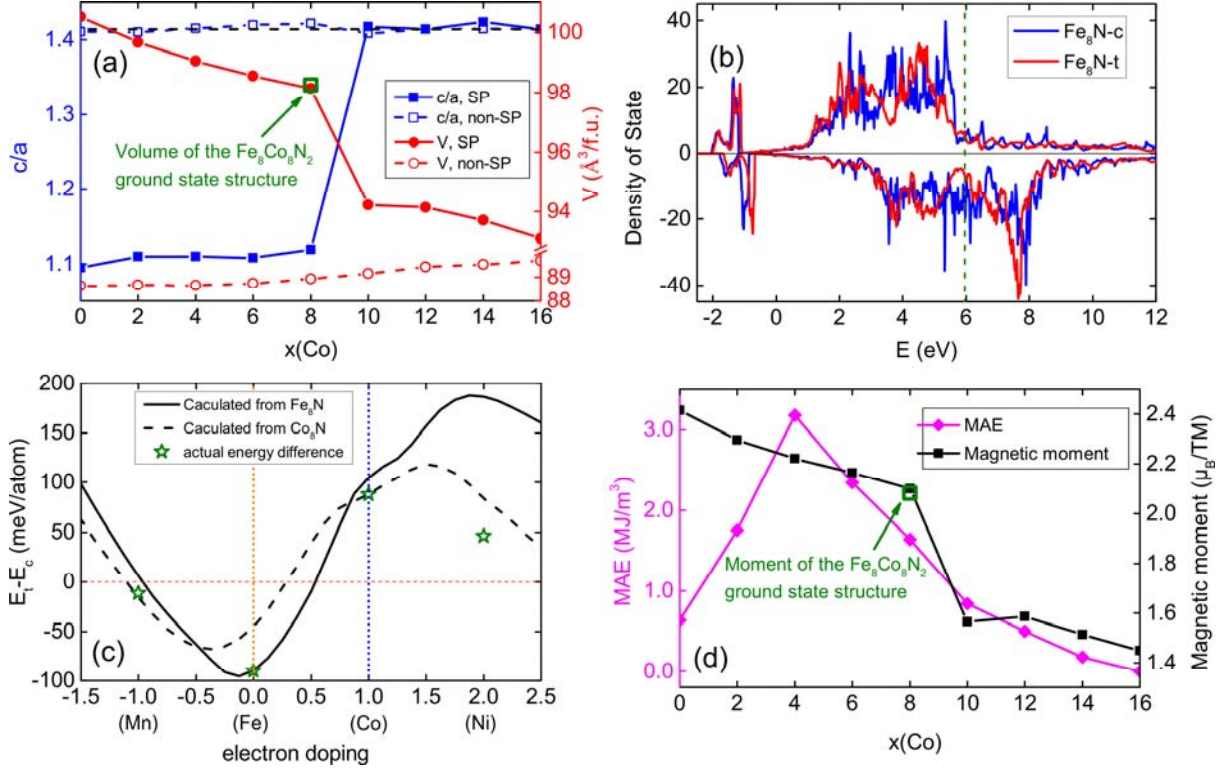 (a)
1.4
1.3
1.2
1.1
c/a
100
98
96
94
89
88
V (Å³/f.u.)
c/a, SP
c/a, non-SP
V, SP
V, non-SP
Volume of the Fe₈Co₈N₂
ground state structure
0 2 4 6 8 10 12 14 16
x(Co)
(b)
Fe₈N-c
Fe₈N-t
40
20
0
-20
-40
Density of State
-2 0 2 4 6 8 10 12
E (eV)
200
150
100
50
0
-50
-100
Eₜ-E꜀ (meV/atom)
Caculated from Fe₈N
Caculated from Co₈N
actual energy difference
(c)
-1.5 -1.0 -0.5 0.0 0.5 1.0 1.5 2.0 2.5
(Mn) (Fe) (Co) (Ni)
electron doping
3.0
2.0
1.0
0.0
MAE (MJ/m³)
MAE
Magnetic moment
2.4
2.2
2.0
1.8
1.6
1.4
Magnetic moment (μB/TM)
Moment of the Fe₈Co₈N₂
ground state structure
(d)
0 2 4 6 8 10 12 14 16
x(Co)